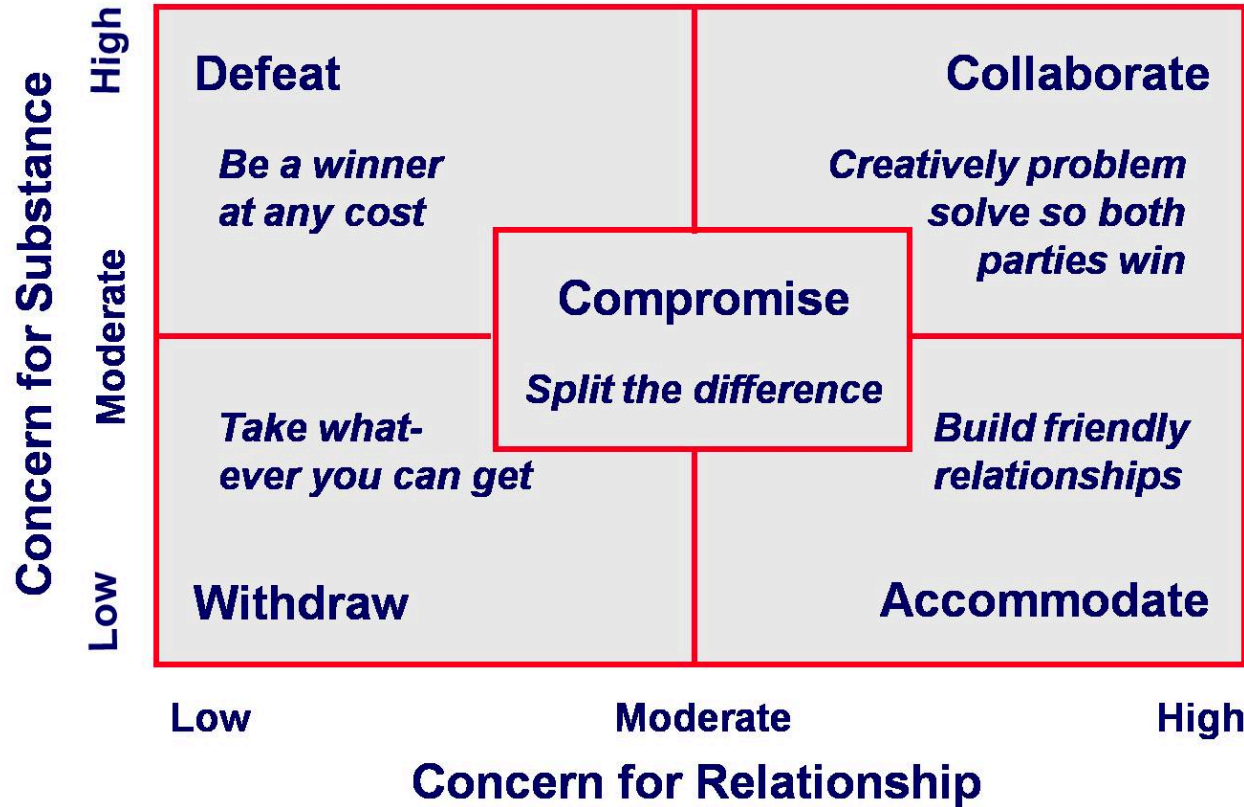 Concern for Substance
High
Moderate
Low
Defeat
Be a winner
at any cost
Collaborate
Creatively problem
solve so both
parties win
Compromise
Split the difference
Take what-
ever you can get
Withdraw
Build friendly
relationships
Accommodate
Low
Moderate
High
Concern for Relationship